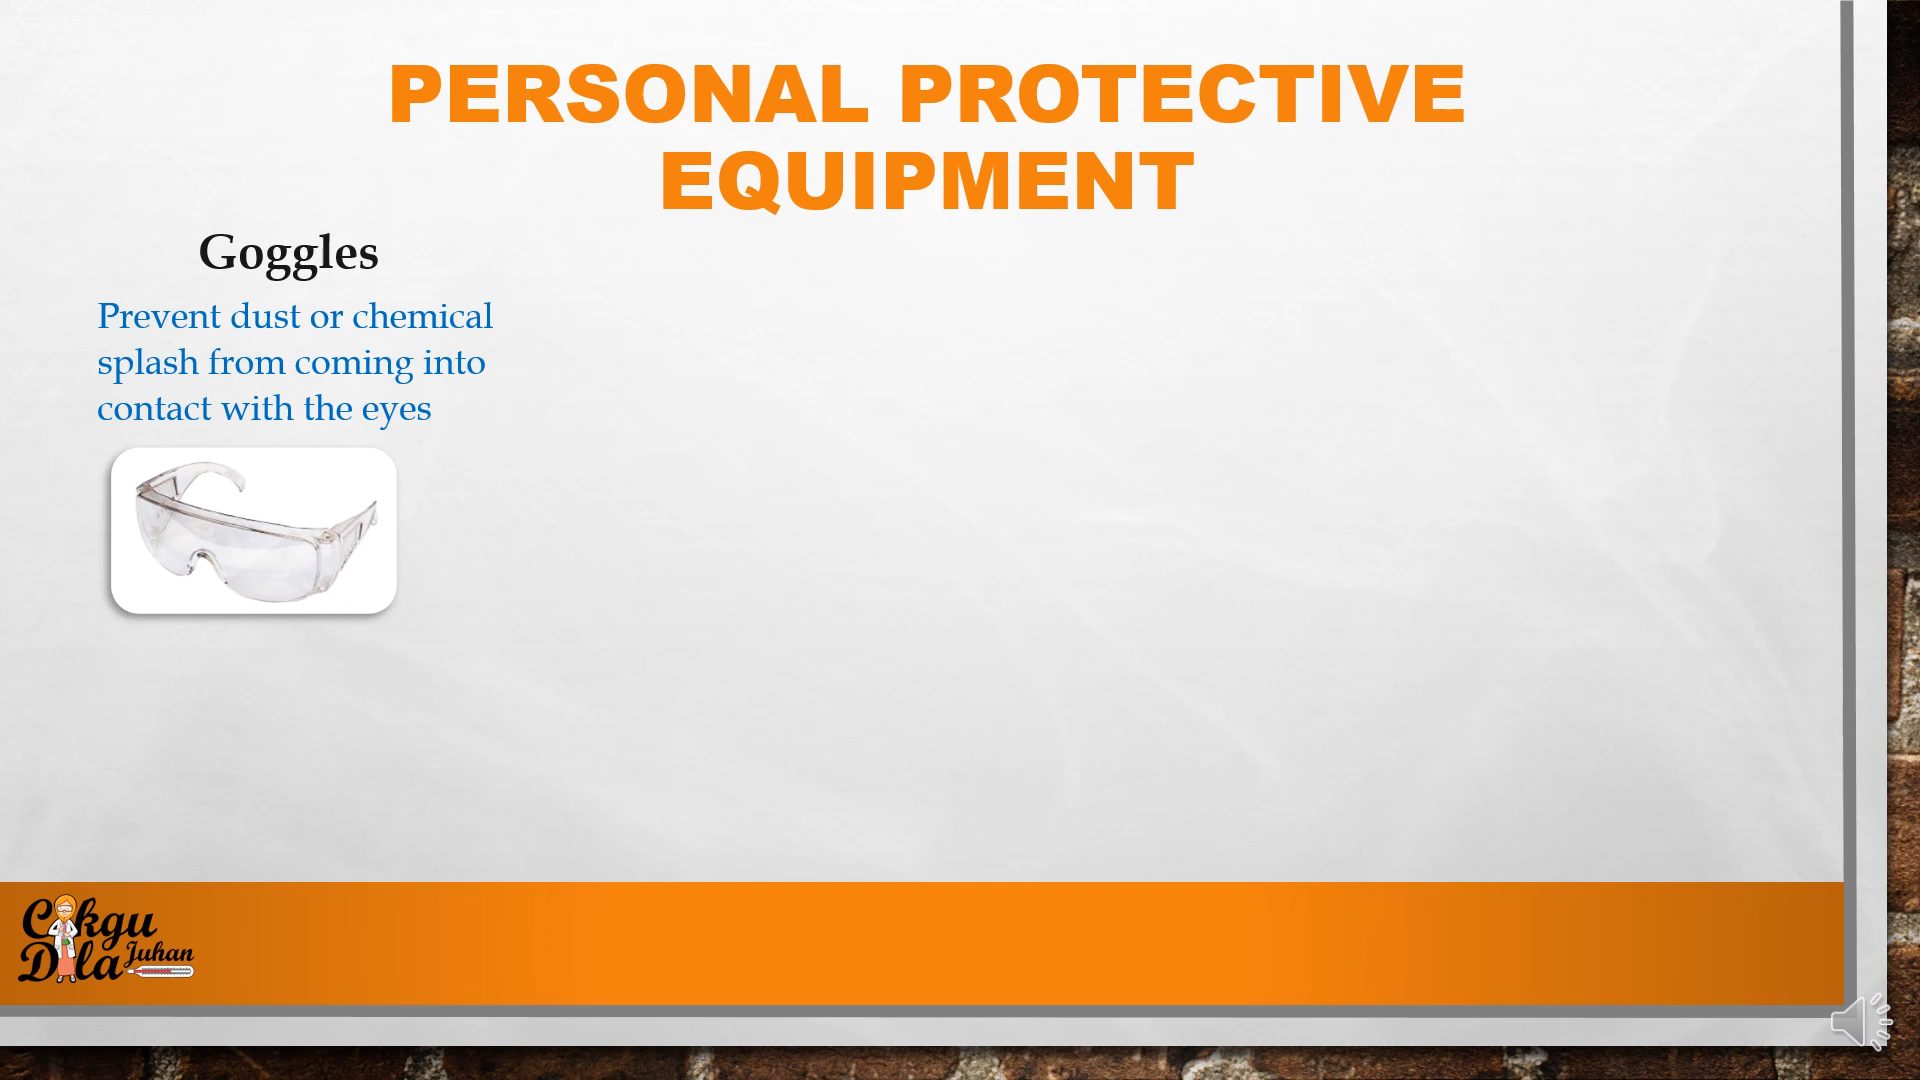 PERSONAL PROTECTIVE
EQUIPMENT
Goggles
Prevent dust or chemical
splash from coming into
contact with the eyes
Cikgu
Dila Juhan